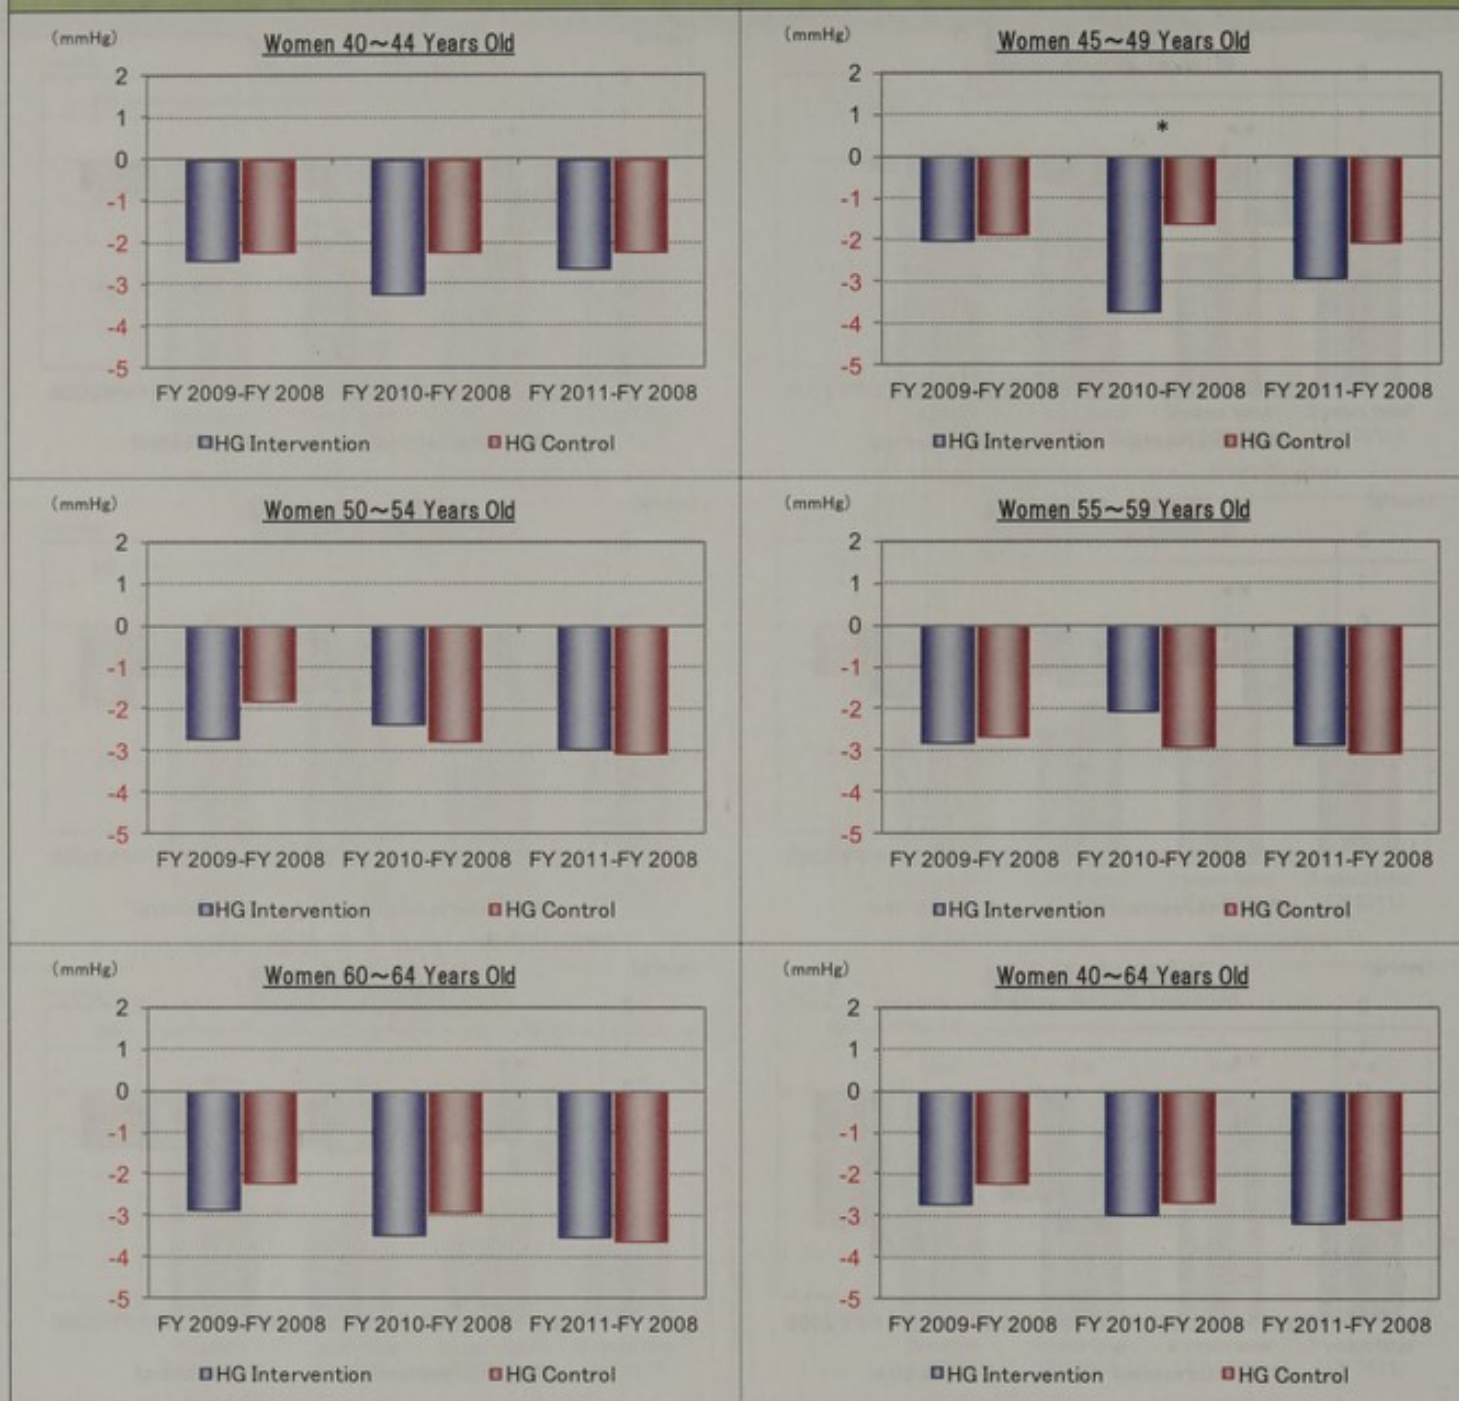 (mmHg)
Women 40～44 Years Old
2
1
0
-1
-2
-3
-4
-5
FY 2009-FY 2008 FY 2010-FY 2008 FY 2011-FY 2008
HG Intervention HG Control
(mmHg)
Women 45～49 Years Old
2
1
*
0
-1
-2
-3
-4
-5
FY 2009-FY 2008 FY 2010-FY 2008 FY 2011-FY 2008
HG Intervention HG Control
(mmHg)
Women 50～54 Years Old
2
1
0
-1
-2
-3
-4
-5
FY 2009-FY 2008 FY 2010-FY 2008 FY 2011-FY 2008
HG Intervention HG Control
(mmHg)
Women 55～59 Years Old
2
1
0
-1
-2
-3
-4
-5
FY 2009-FY 2008 FY 2010-FY 2008 FY 2011-FY 2008
HG Intervention HG Control
(mmHg)
Women 60～64 Years Old
2
1
0
-1
-2
-3
-4
-5
FY 2009-FY 2008 FY 2010-FY 2008 FY 2011-FY 2008
HG Intervention HG Control
(mmHg)
Women 40～64 Years Old
2
1
0
-1
-2
-3
-4
-5
FY 2009-FY 2008 FY 2010-FY 2008 FY 2011-FY 2008
HG Intervention HG Control